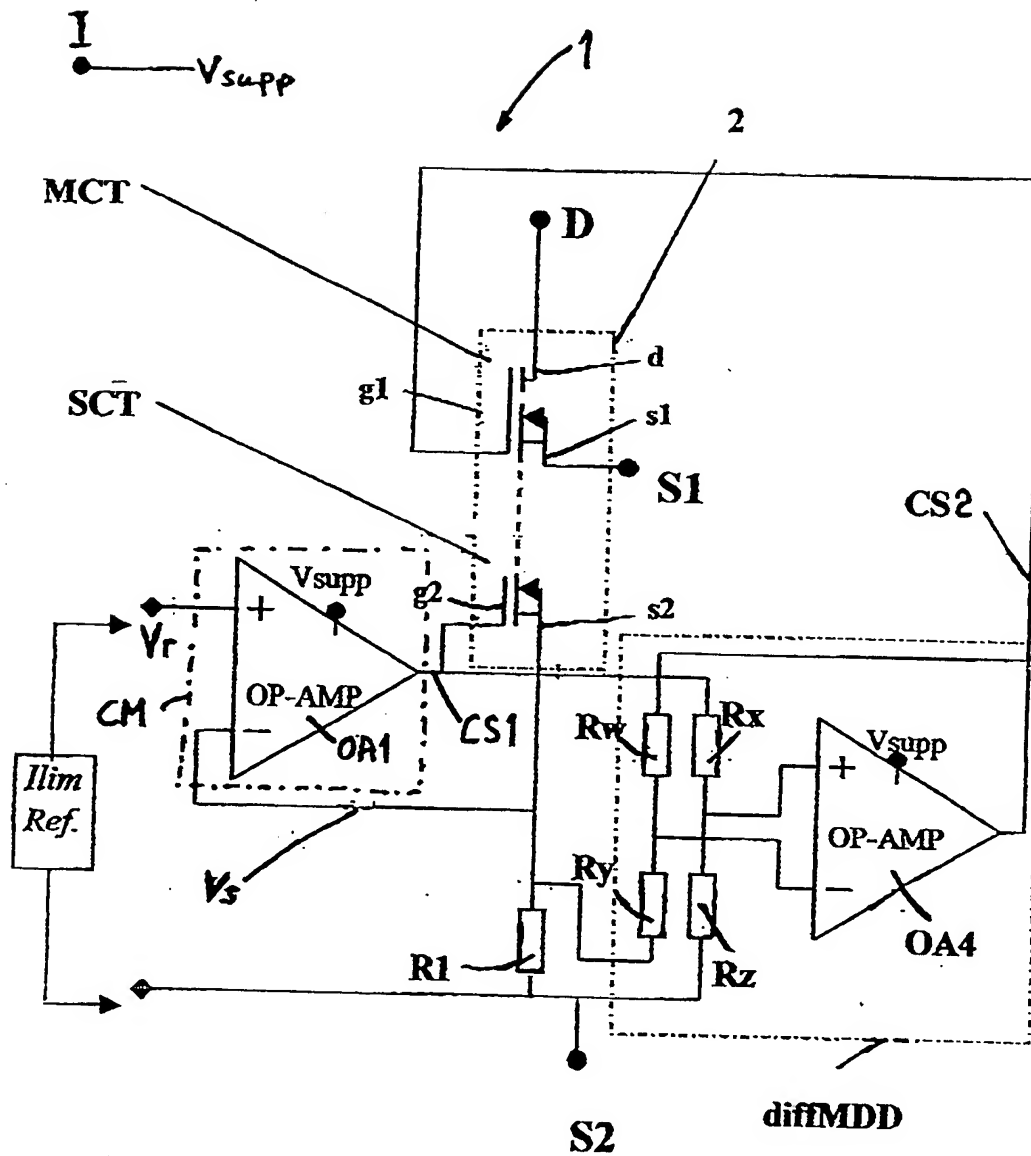 I
Vsupp
1
2
MCT
D
d
g1
s1
SCT
S1
CS2
Vsupp
g2
s2
+
Vr
OP-AMP
CM
CS1
Rw
Rx
OA1
−
Vsupp
Ilim
Ref.
+
OP-AMP
Vs
Ry
−
OA4
R1
Rz
diffMDD
S2